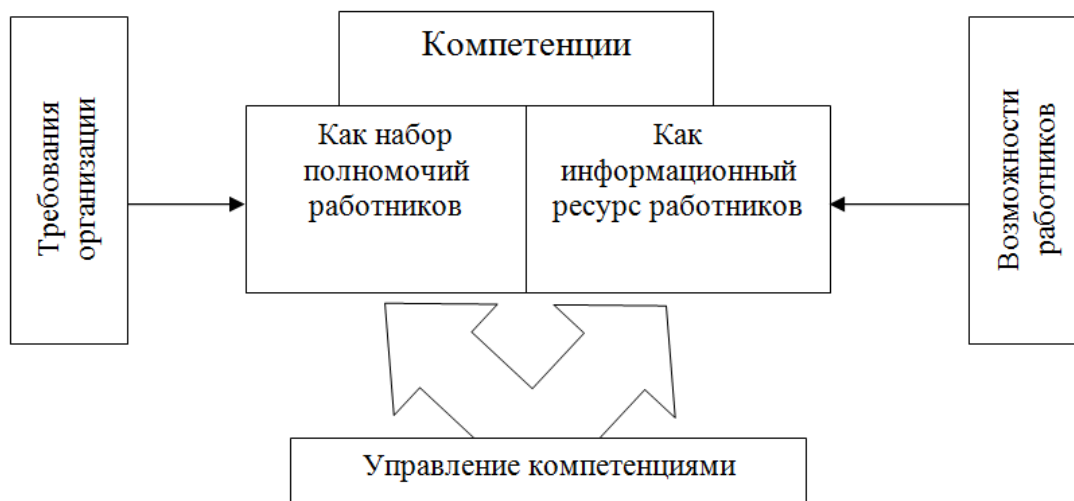 Компетенции
Требования
организации
Как набор
полномочий
работников
Как
информационный
ресурс работников
Возможности
работников
Управление компетенциями